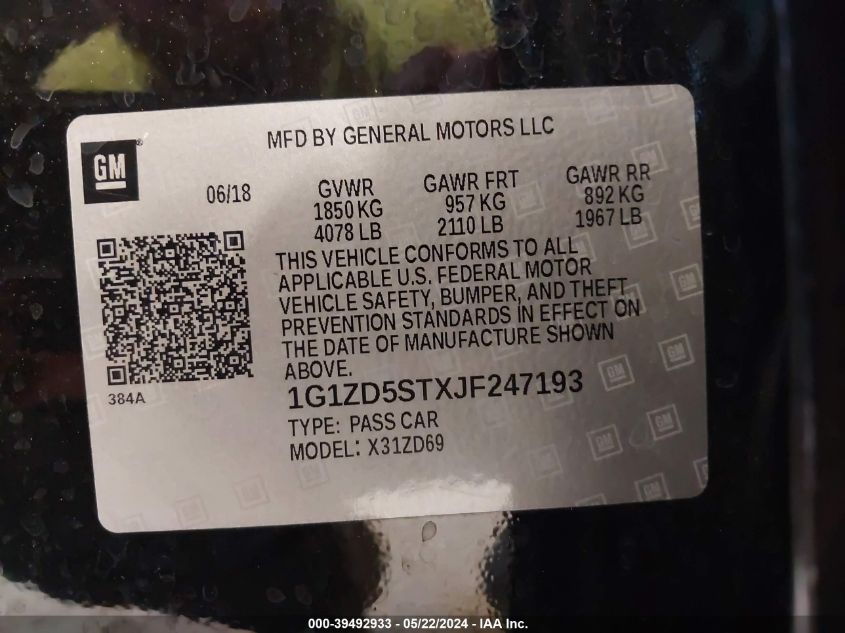 MFD BY GENERAL MOTORS LLC
GM
06/18
GVWR
1850 KG
4078 LB
GAWR FRT
957 KG
2110 LB
GAWR RR
892 KG
1967 LB
THIS VEHICLE CONFORMS TO ALL
APPLICABLE U.S. FEDERAL MOTOR
VEHICLE SAFETY, BUMPER, AND THEFT
PREVENTION STANDARDS IN EFFECT ON
THE DATE OF MANUFACTURE SHOWN
ABOVE.
384A
1G1ZD5STXJF247193
TYPE: PASS CAR
MODEL: X31ZD69
000-39492933 - 05/22/2024 - IAA Inc.